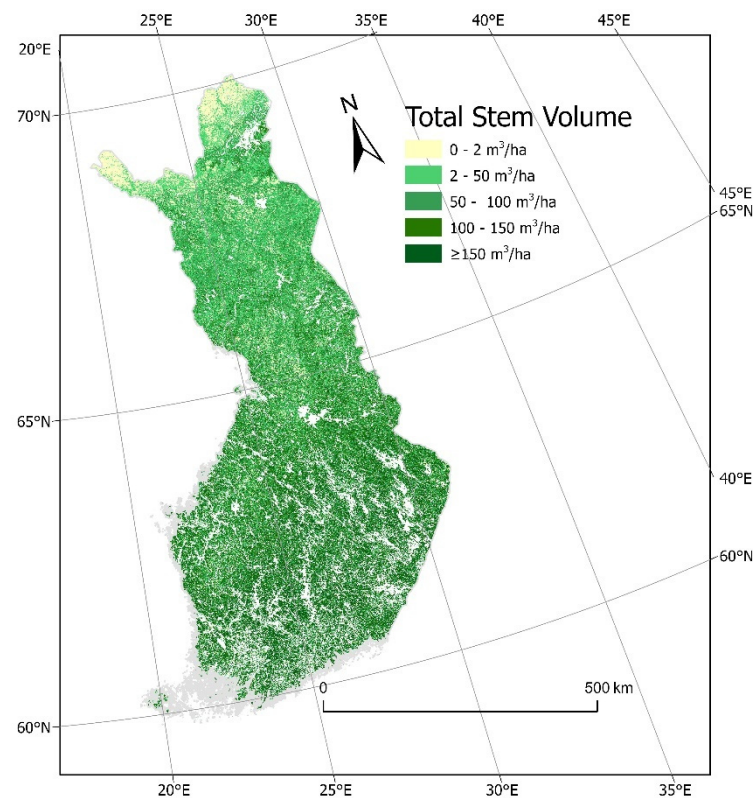 25°E 30°E 35°E 40°E 45°E
20°E
70°N
N
Total Stem Volume
0 - 2 m³/ha
2 - 50 m³/ha
50 - 100 m³/ha
100 - 150 m³/ha
≥150 m³/ha
45°E
65°N
65°N
40°E
60°N
0 500 km
60°N
20°E 25°E 30°E 35°E